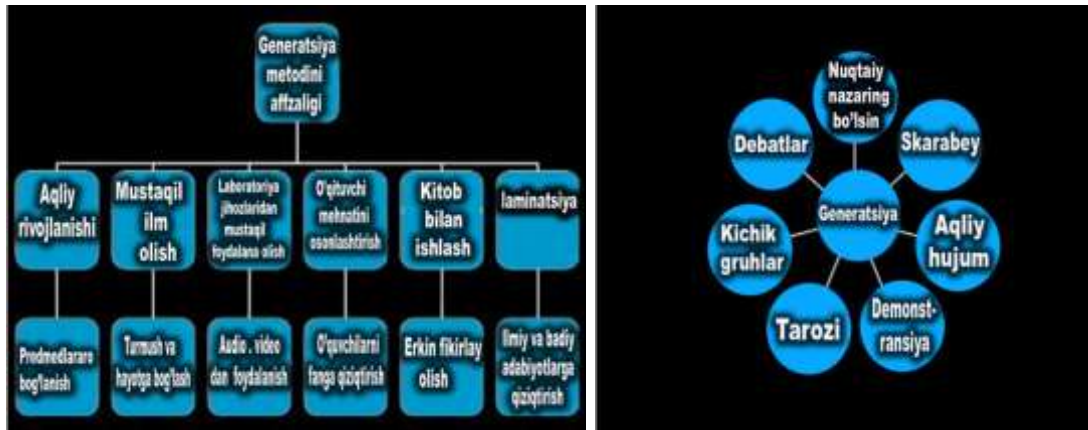 Generatsiya
metodini
affzaligi
Aqliy
rivojlanishi
Mustaqil
ilm
olish
Laboratoriya
jihozlaridan
mustaqil
foydalana olish
O'qituvchi
mehnatini
osonlashtirish
Kitob
bilan
ishlash
laminatsiya
Predmedlararo
bog'lanish
Turmush va
hayotga bog'lash
Audio . video
dan foydalanish
O'quvchilarni
fanga qiziqtirish
Erkin fikirlay
olish
Ilmiy va badiy
adabiyotlarga
qiziqtirish
Nuqtaiy
nazaring
bo'lsin
Debatlar
Skarabey
Generatsiya
Kichik
gruhlar
Aqliy
hujum
Tarozi
Demonst-
ransiya